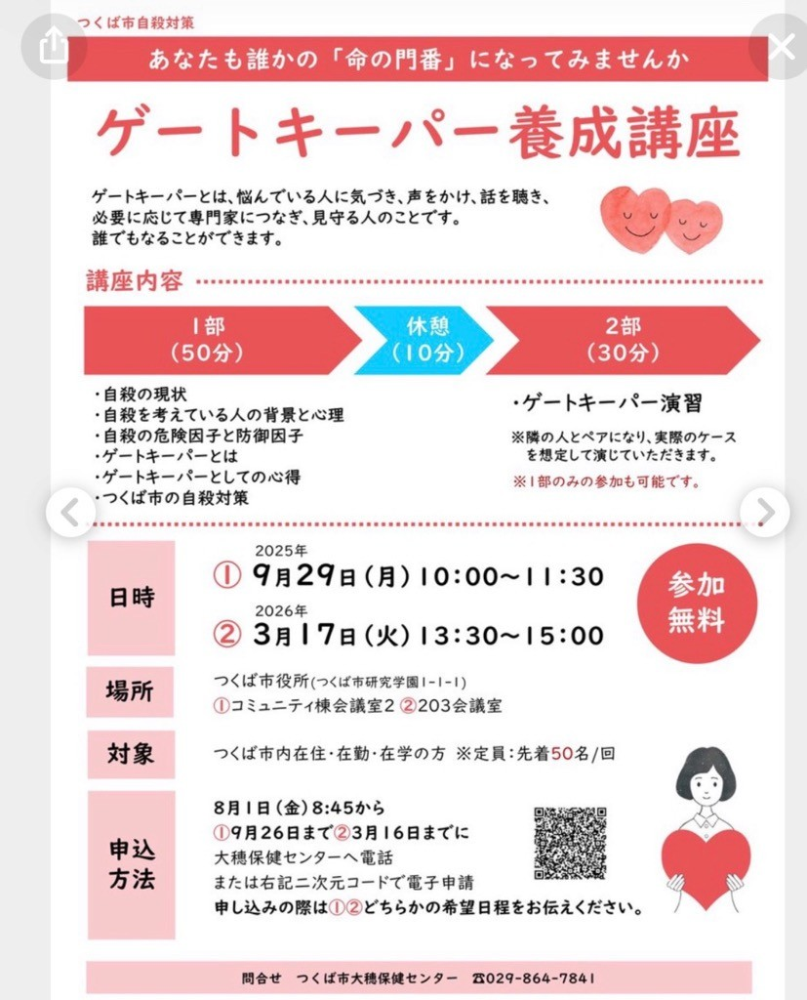 つくば市自殺対策
あなたも誰かの「命の門番」になってみませんか
ゲートキーパー養成講座
ゲートキーパーとは、悩んでいる人に気づき、声をかけ、話を聴き、
必要に応じて専門家につなぎ、見守る人のことです。
誰でもなることができます。
講座内容
1部
(50分)
休憩
(10分)
2部
(30分)
・自殺の現状
・自殺を考えている人の背景と心理
・自殺の危険因子と防御因子
・ゲートキーパーとは
・ゲートキーパーとしての心得
・つくば市の自殺対策
・ゲートキーパー演習
※隣の人とペアになり、実際のケース
を想定して演じていただきます。
※1部のみの参加も可能です。
日時
2025年
①9月29日(月)10:00~11:30
2026年
②3月17日(火)13:30~15:00
参加
無料
場所
つくば市役所(つくば市研究学園1-1-1)
①コミュニティ棟会議室2 ②203会議室
対象
つくば市内在住・在勤・在学の方 ※定員:先着50名/回
申込
方法
8月1日(金)8:45から
①9月26日まで②3月16日までに
大穂保健センターへ電話
または右記二次元コードで電子申請
申し込みの際は①②どちらかの希望日程をお伝えください。
問合せ つくば市大穂保健センター ☎029-864-7841